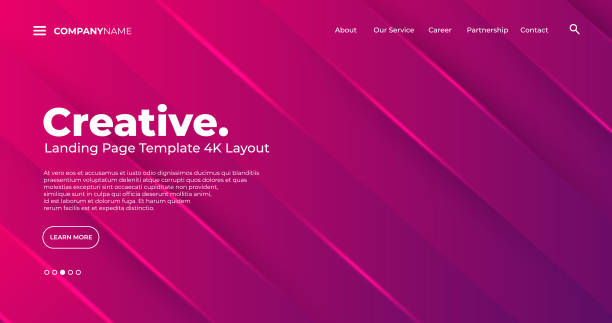 COMPANYNAME
About Our Service Career Partnership Contact
Creative.
Landing Page Template 4K Layout
At vero eos et accusamus et iusto odio dignissimos ducimus qui blanditiis
praesentium voluptatum deleniti atque corrupti quos dolores et quas
molestias excepturi sint occaecati cupiditate non provident,
similique sunt in culpa qui officia deserunt mollitia animi,
id est laborum et dolorum fuga. Et harum quidem
rerum facilis est et expedita distinctio.
LEARN MORE